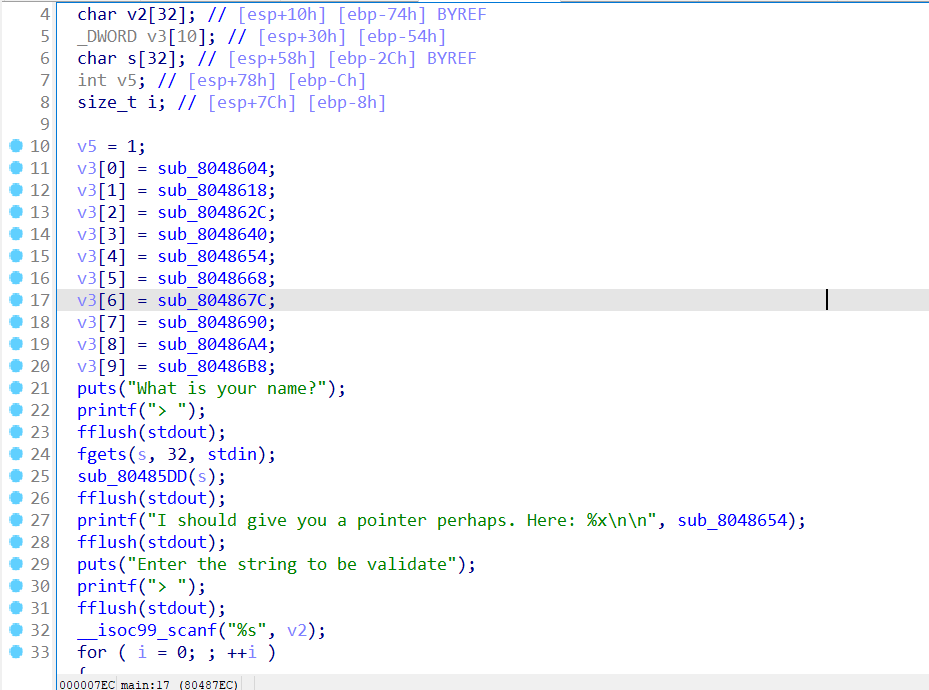 4 char v2[32]; // [esp+10h] [ebp-74h] BYREF
5 _DWORD v3[10]; // [esp+30h] [ebp-54h]
6 char s[32]; // [esp+58h] [ebp-2Ch] BYREF
7 int v5; // [esp+78h] [ebp-Ch]
8 size_t i; // [esp+7Ch] [ebp-8h]
9
10 v5 = 1;
11 v3[0] = sub_8048604;
12 v3[1] = sub_8048618;
13 v3[2] = sub_804862C;
14 v3[3] = sub_8048640;
15 v3[4] = sub_8048654;
16 v3[5] = sub_8048668;
17 v3[6] = sub_804867C;
18 v3[7] = sub_8048690;
19 v3[8] = sub_80486A4;
20 v3[9] = sub_80486B8;
21 puts("What is your name?");
22 printf("> ");
23 fflush(stdout);
24 fgets(s, 32, stdin);
25 sub_80485DD(s);
26 fflush(stdout);
27 printf("I should give you a pointer perhaps. Here: %x\n\n", sub_8048654);
28 fflush(stdout);
29 puts("Enter the string to be validate");
30 printf("> ");
31 fflush(stdout);
32 __isoc99_scanf("%s", v2);
33 for ( i = 0; ; ++i )
000007EC main:17 (80487EC)